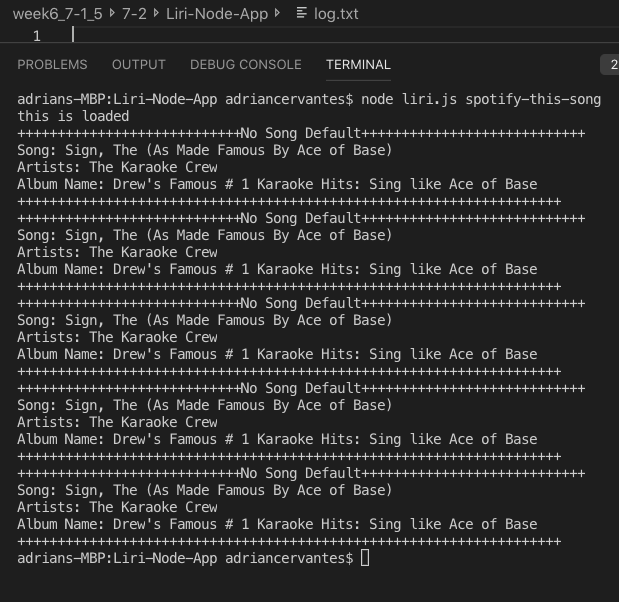 week6_7-1_5 ▸ 7-2 ▸ Liri-Node-App ▸ log.txt
1
PROBLEMS OUTPUT DEBUG CONSOLE TERMINAL 2
adrians-MBP:Liri-Node-App adriancervantes$ node liri.js spotify-this-song
this is loaded
++++++++++++++++++++++++++++No Song Default++++++++++++++++++++++++++++
Song: Sign, The (As Made Famous By Ace of Base)
Artists: The Karaoke Crew
Album Name: Drew's Famous # 1 Karaoke Hits: Sing like Ace of Base
++++++++++++++++++++++++++++++++++++++++++++++++++++++++++++++++++++
++++++++++++++++++++++++++++No Song Default++++++++++++++++++++++++++++
Song: Sign, The (As Made Famous By Ace of Base)
Artists: The Karaoke Crew
Album Name: Drew's Famous # 1 Karaoke Hits: Sing like Ace of Base
++++++++++++++++++++++++++++++++++++++++++++++++++++++++++++++++++++
++++++++++++++++++++++++++++No Song Default++++++++++++++++++++++++++++
Song: Sign, The (As Made Famous By Ace of Base)
Artists: The Karaoke Crew
Album Name: Drew's Famous # 1 Karaoke Hits: Sing like Ace of Base
++++++++++++++++++++++++++++++++++++++++++++++++++++++++++++++++++++
++++++++++++++++++++++++++++No Song Default++++++++++++++++++++++++++++
Song: Sign, The (As Made Famous By Ace of Base)
Artists: The Karaoke Crew
Album Name: Drew's Famous # 1 Karaoke Hits: Sing like Ace of Base
++++++++++++++++++++++++++++++++++++++++++++++++++++++++++++++++++++
++++++++++++++++++++++++++++No Song Default++++++++++++++++++++++++++++
Song: Sign, The (As Made Famous By Ace of Base)
Artists: The Karaoke Crew
Album Name: Drew's Famous # 1 Karaoke Hits: Sing like Ace of Base
++++++++++++++++++++++++++++++++++++++++++++++++++++++++++++++++++++
adrians-MBP:Liri-Node-App adriancervantes$